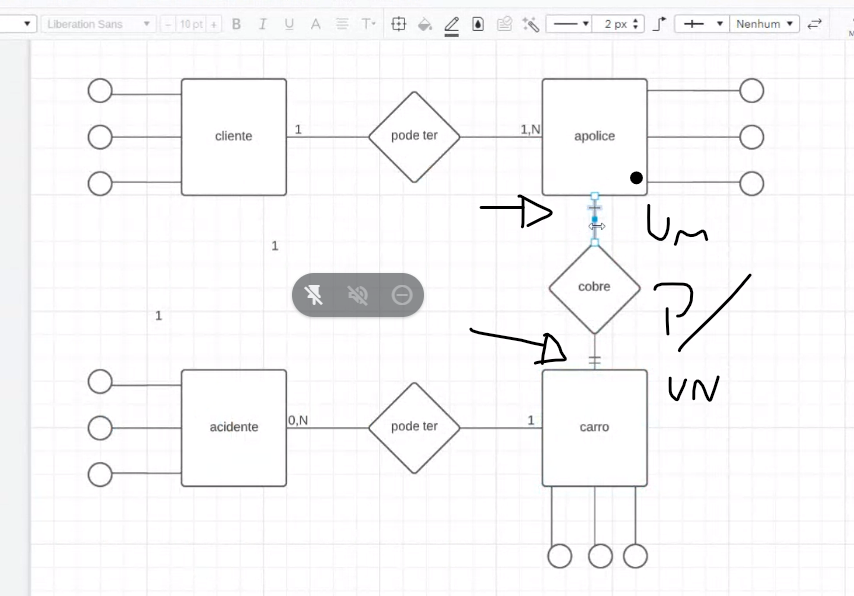 Liberation Sans - 10 pt + B I U A T 2 px Nenhum
cliente 1 pode ter 1,N apolice
1
Um
cobre
P/
1
UN
acidente 0,N pode ter 1 carro